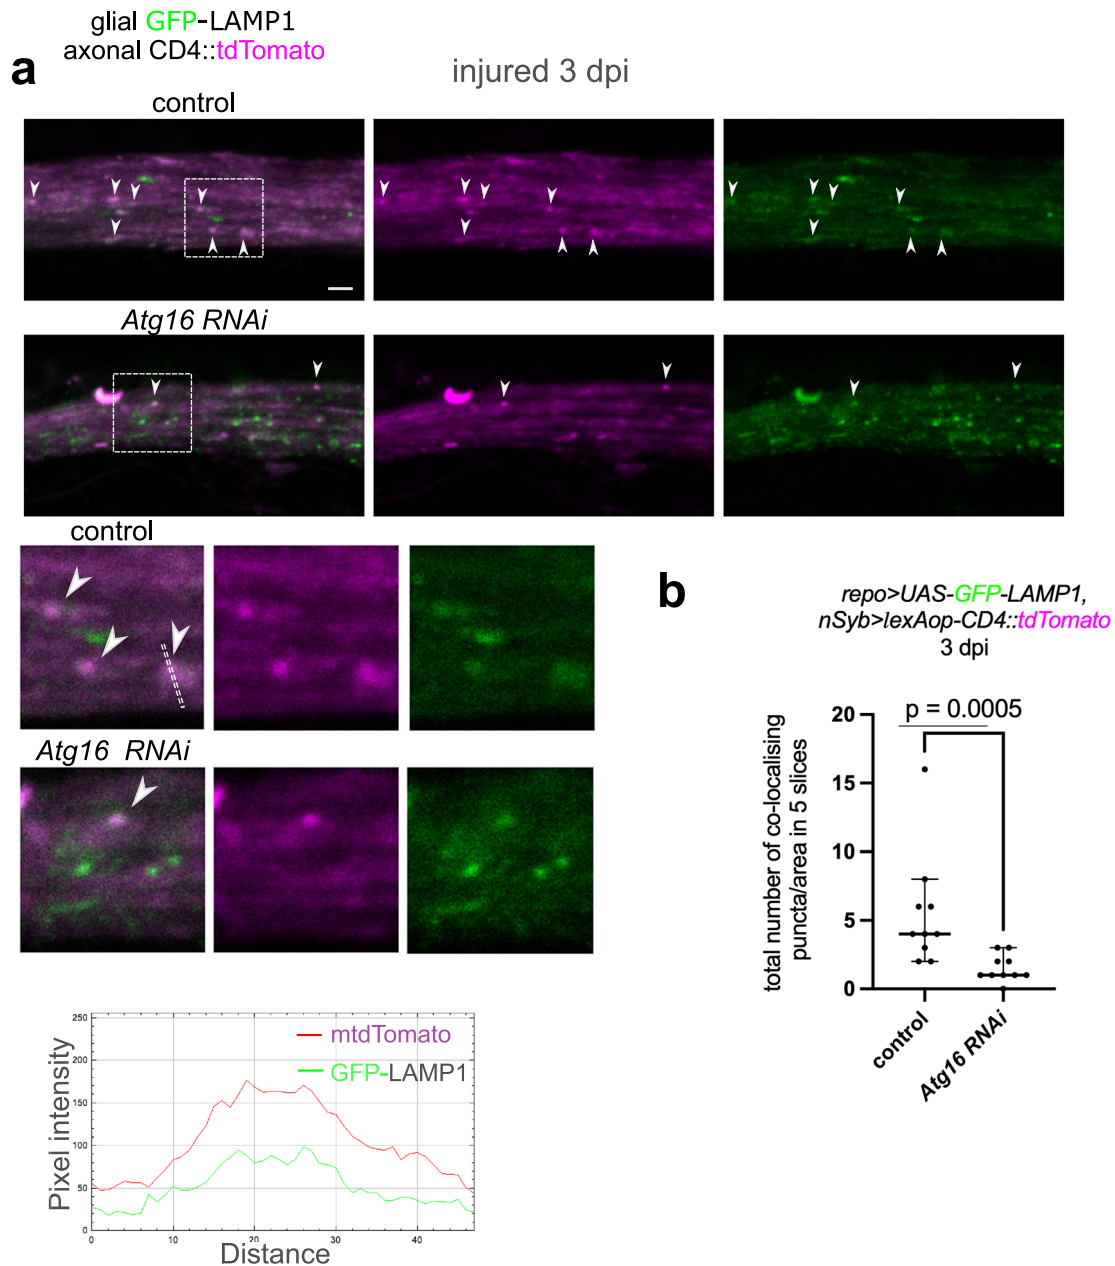 glial GFP-LAMP1
axonal CD4::tdTomato
a
injured 3 dpi
control
Atg16 RNAi
control
Atg16 RNAi
250
200
150
100
50
0
0
10
20
30
40
Pixel intensity
Distance
mtdTomato
GFP-LAMP1
b
repo>UAS-GFP-LAMP1,
nSyb>lexAop-CD4::tdTomato
3 dpi
p = 0.0005
total number of co-localising
puncta/area in 5 slices
20
15
10
5
0
control
Atg16 RNAi